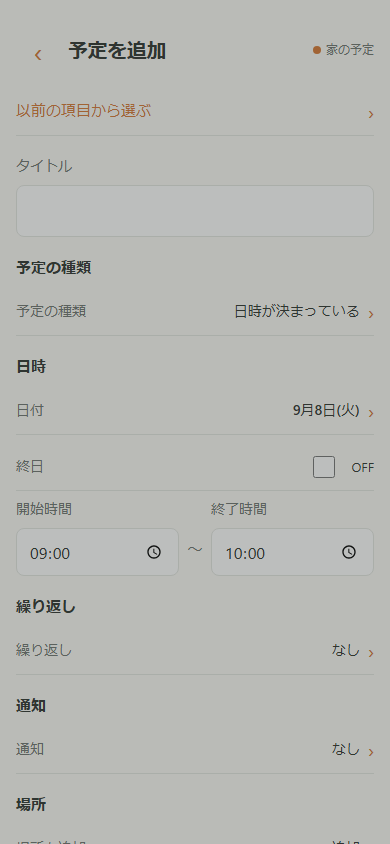 ‹ 予定を追加 家の予定
以前の項目から選ぶ ›
タイトル
予定の種類
予定の種類 日時が決まっている ›
日時
日付 9月8日(火) ›
終日 OFF
開始時間 終了時間
09:00 ～ 10:00
繰り返し
繰り返し なし ›
通知
通知 なし ›
場所